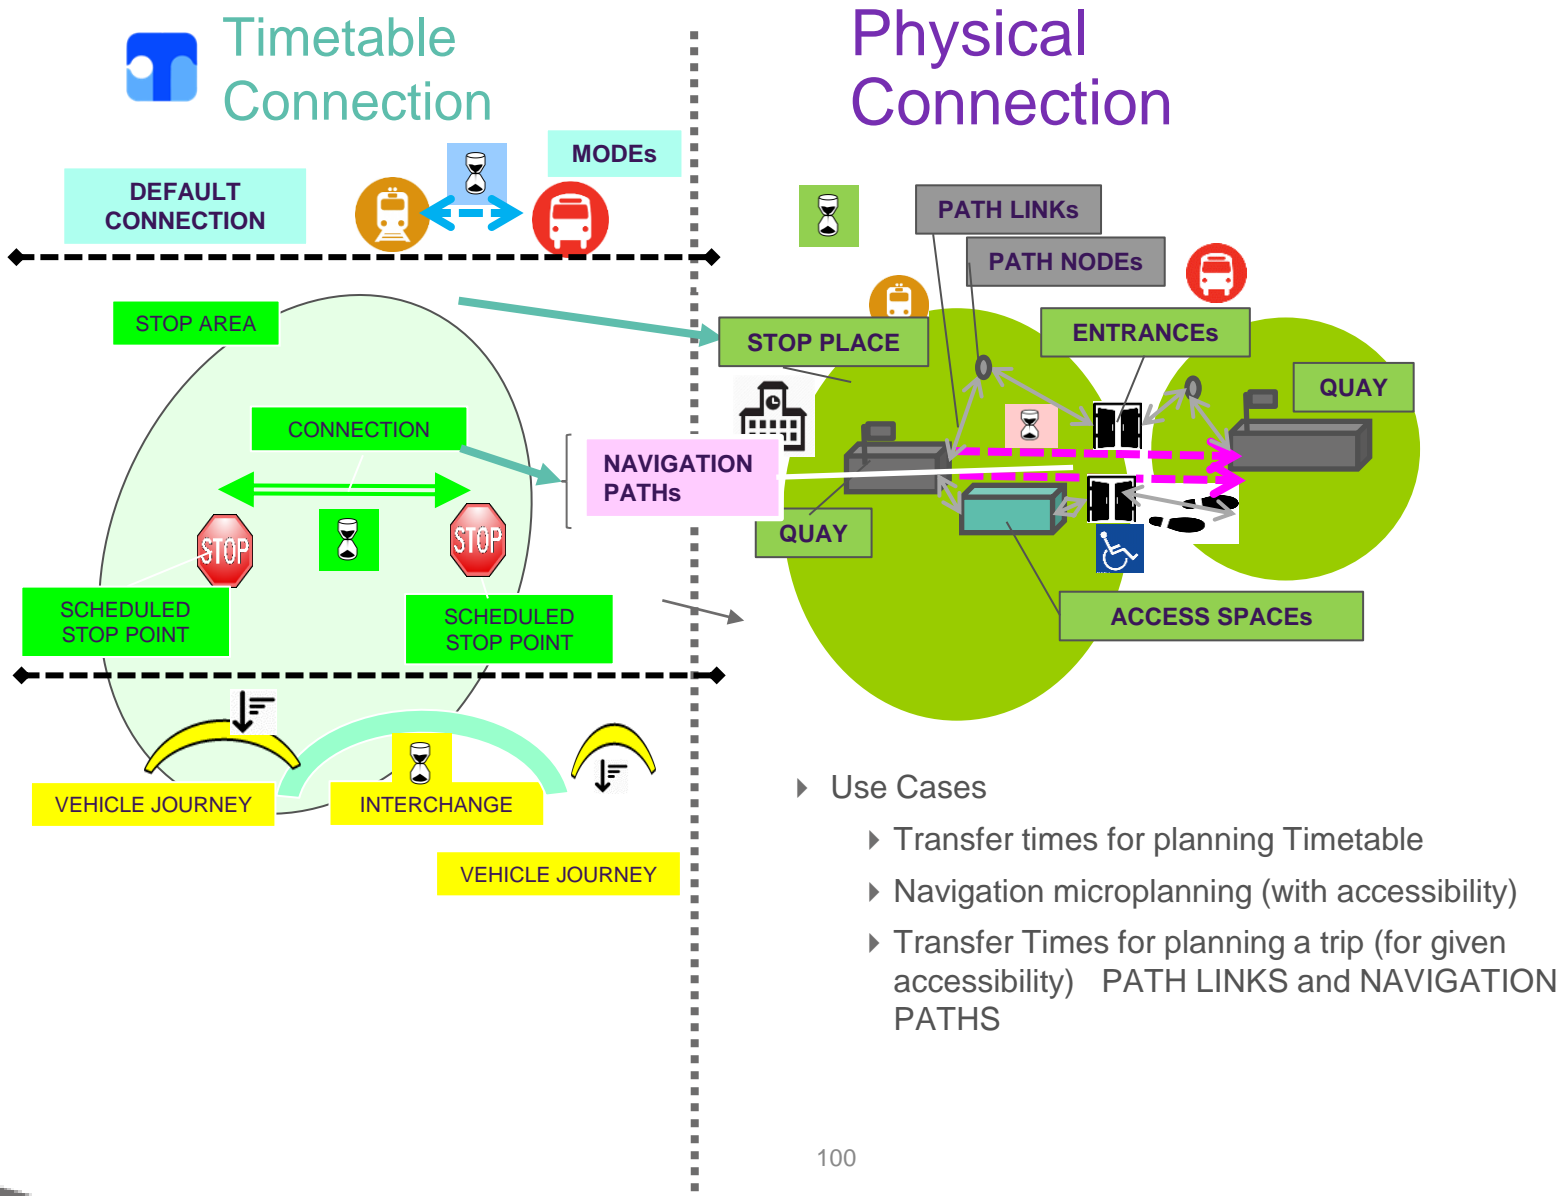 Timetable
Connection
Physical
Connection
MODEs
DEFAULT
CONNECTION
PATH LINKs
PATH NODEs
STOP AREA
STOP PLACE
ENTRANCEs
QUAY
CONNECTION
NAVIGATION
PATHs
STOP
STOP
QUAY
SCHEDULED
STOP POINT
SCHEDULED
STOP POINT
ACCESS SPACEs
VEHICLE JOURNEY
INTERCHANGE
VEHICLE JOURNEY
Use Cases
Transfer times for planning Timetable
Navigation microplanning (with accessibility)
Transfer Times for planning a trip (for given
accessibility) PATH LINKS and NAVIGATION
PATHS
100